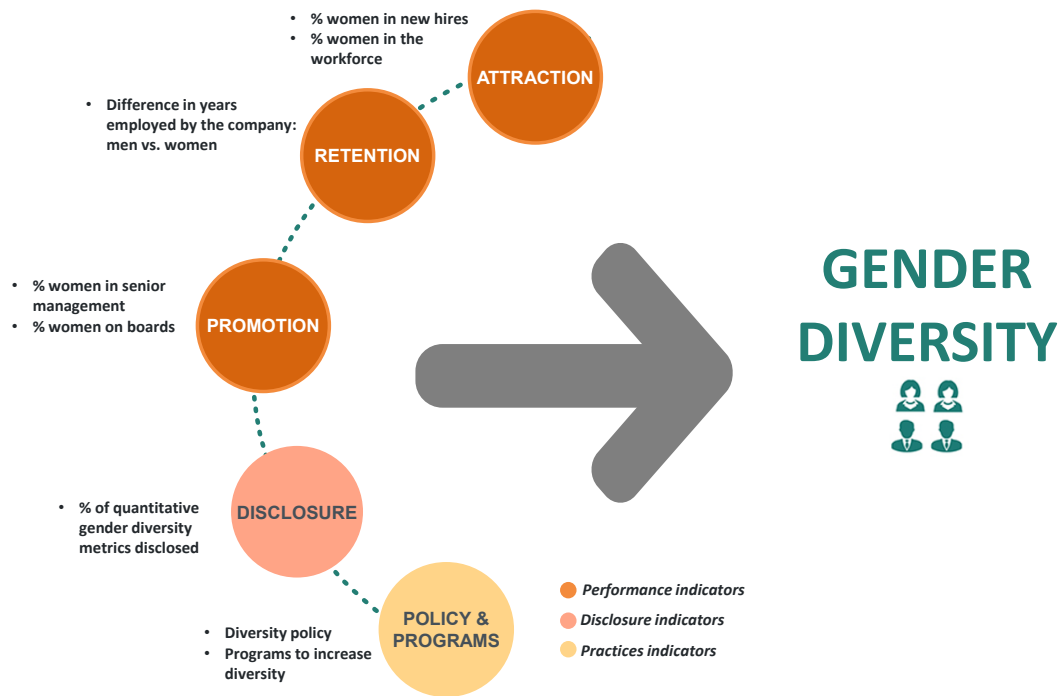 • % women in new hires
• % women in the
workforce
ATTRACTION
• Difference in years
employed by the company:
men vs. women
RETENTION
• % women in senior
management
• % women on boards
PROMOTION
GENDER
DIVERSITY
• % of quantitative
gender diversity
metrics disclosed
DISCLOSURE
• Diversity policy
• Programs to increase
diversity
POLICY &
PROGRAMS
Performance indicators
Disclosure indicators
Practices indicators